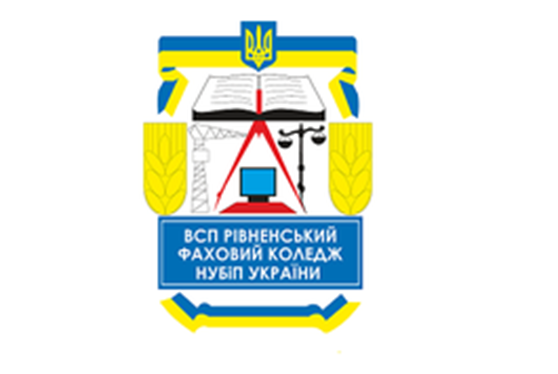 ВСП РІВНЕНСЬКИЙ
ФАХОВИЙ КОЛЕДЖ
НУБіП УКРАЇНИ